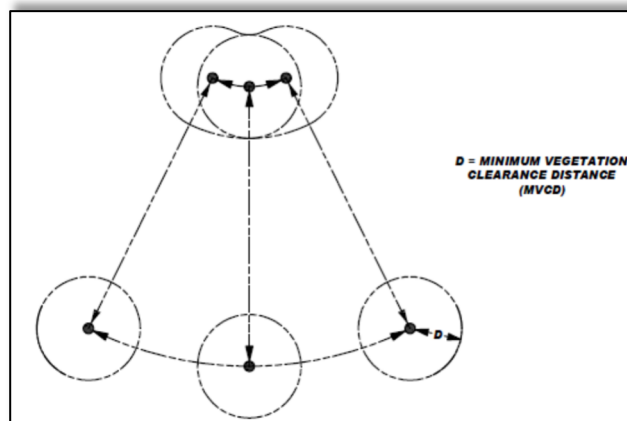 D = MINIMUM VEGETATION
CLEARANCE DISTANCE
(MVCD)
D